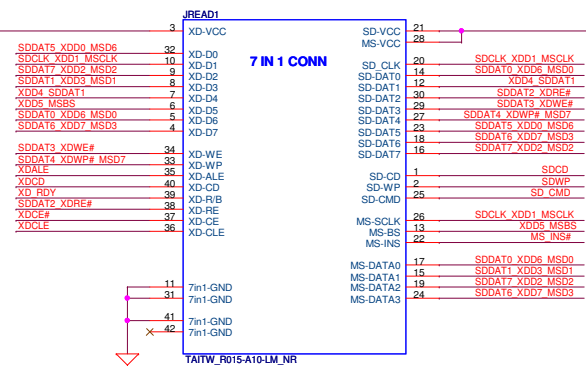 JREAD1
7 IN 1 CONN
3 XD-VCC
SDDAT5_XDD0_MSD6 32 XD-D0
SDCLK_XDD1_MSCLK 10 XD-D1
SDDAT7_XDD2_MSD2 9 XD-D2
SDDAT1_XDD3_MSD1 8 XD-D3
XDD4_SDDAT1 7 XD-D4
XDD5_MSBS 6 XD-D5
SDDAT0_XDD6_MSD0 5 XD-D6
SDDAT6_XDD7_MSD3 4 XD-D7
SDDAT3_XDWE# 34 XD-WE
SDDAT4_XDWP#_MSD7 33 XD-WP
XDALE 35 XD-ALE
XDCD 40 XD-CD
XD_RDY 39 XD-R/B
SDDAT2_XDRE# 38 XD-RE
XDCE# 37 XD-CE
XDCLE 36 XD-CLE
11 7in1-GND
31 7in1-GND
41 7in1-GND
42 7in1-GND
SD-VCC 21
MS-VCC 28
SD_CLK 20 SDCLK_XDD1_MSCLK
SD-DAT0 14 SDDAT0_XDD6_MSD0
SD-DAT1 12 XDD4_SDDAT1
SD-DAT2 30 SDDAT2_XDRE#
SD-DAT3 29 SDDAT3_XDWE#
SD-DAT4 27 SDDAT4_XDWP#_MSD7
SD-DAT5 23 SDDAT5_XDD0_MSD6
SD-DAT6 18 SDDAT6_XDD7_MSD3
SD-DAT7 16 SDDAT7_XDD2_MSD2
SD-CD 1 SDCD
SD-WP 2 SDWP
SD-CMD 25 SD_CMD
MS-SCLK 26 SDCLK_XDD1_MSCLK
MS-BS 13 XDD5_MSBS
MS-INS 22 MS_INS#
MS-DATA0 17 SDDAT0_XDD6_MSD0
MS-DATA1 15 SDDAT1_XDD3_MSD1
MS-DATA2 19 SDDAT7_XDD2_MSD2
MS-DATA3 24 SDDAT6_XDD7_MSD3
TAITW_R015-A10-LM_NR